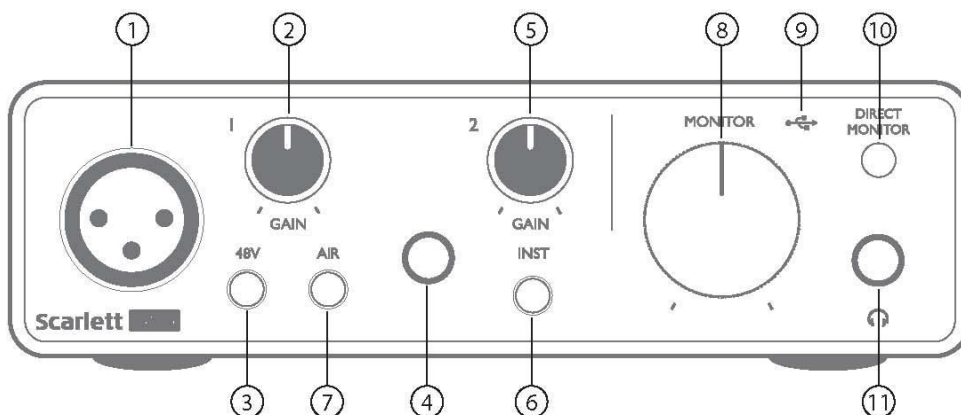 1 2 5 8 9 10
1 2 MONITOR DIRECT
MONITOR
GAIN GAIN
48V AIR INST
Scarlett
3 7 4 6 11